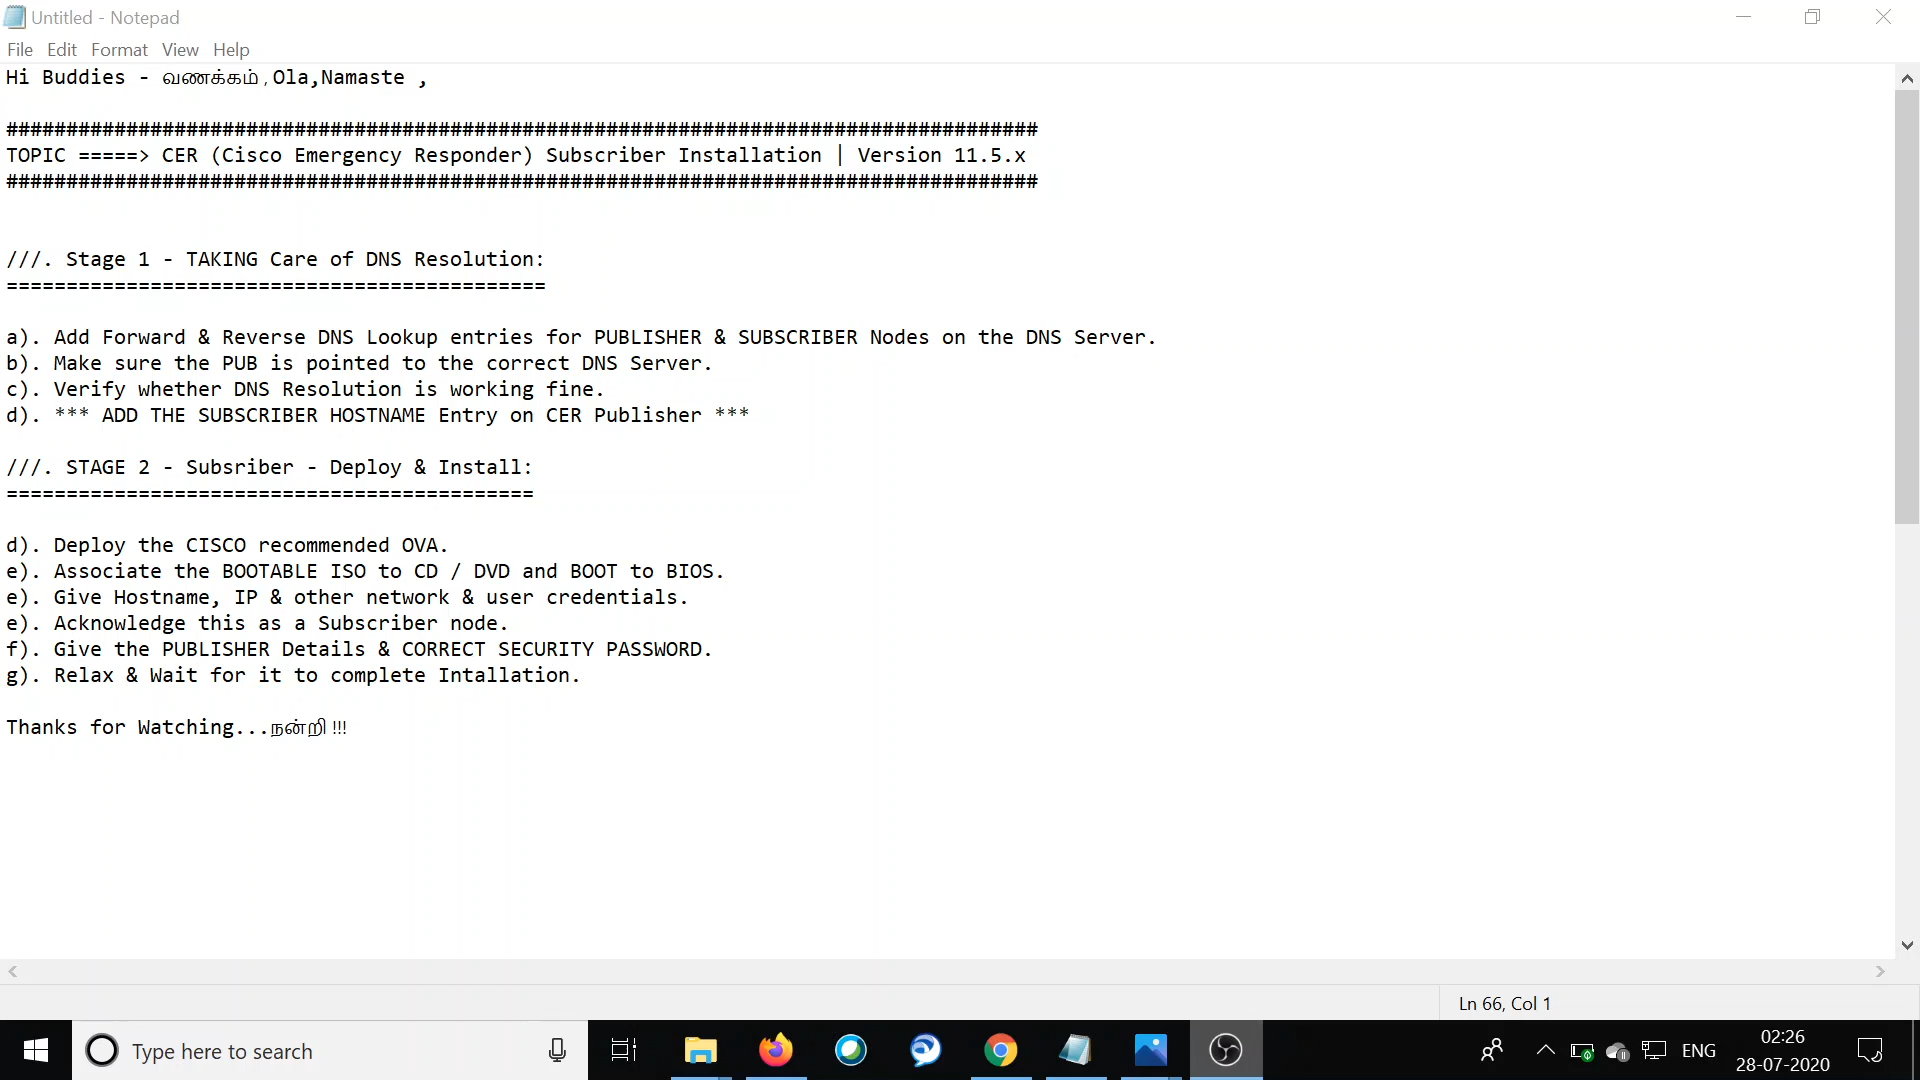 Untitled - Notepad
File Edit Format View Help
Hi Buddies - வணக்கம்,Ola,Namaste ,
######################################################################################
TOPIC =====> CER (Cisco Emergency Responder) Subscriber Installation | Version 11.5.x
######################################################################################
///. Stage 1 - TAKING Care of DNS Resolution:
=============================================
a). Add Forward & Reverse DNS Lookup entries for PUBLISHER & SUBSCRIBER Nodes on the DNS Server.
b). Make sure the PUB is pointed to the correct DNS Server.
c). Verify whether DNS Resolution is working fine.
d). *** ADD THE SUBSCRIBER HOSTNAME Entry on CER Publisher ***
///. STAGE 2 - Subsriber - Deploy & Install:
============================================
d). Deploy the CISCO recommended OVA.
e). Associate the BOOTABLE ISO to CD / DVD and BOOT to BIOS.
e). Give Hostname, IP & other network & user credentials.
e). Acknowledge this as a Subscriber node.
f). Give the PUBLISHER Details & CORRECT SECURITY PASSWORD.
g). Relax & Wait for it to complete Intallation.
Thanks for Watching...நன்றி !!!
Ln 66, Col 1
Type here to search
ENG
02:26
28-07-2020